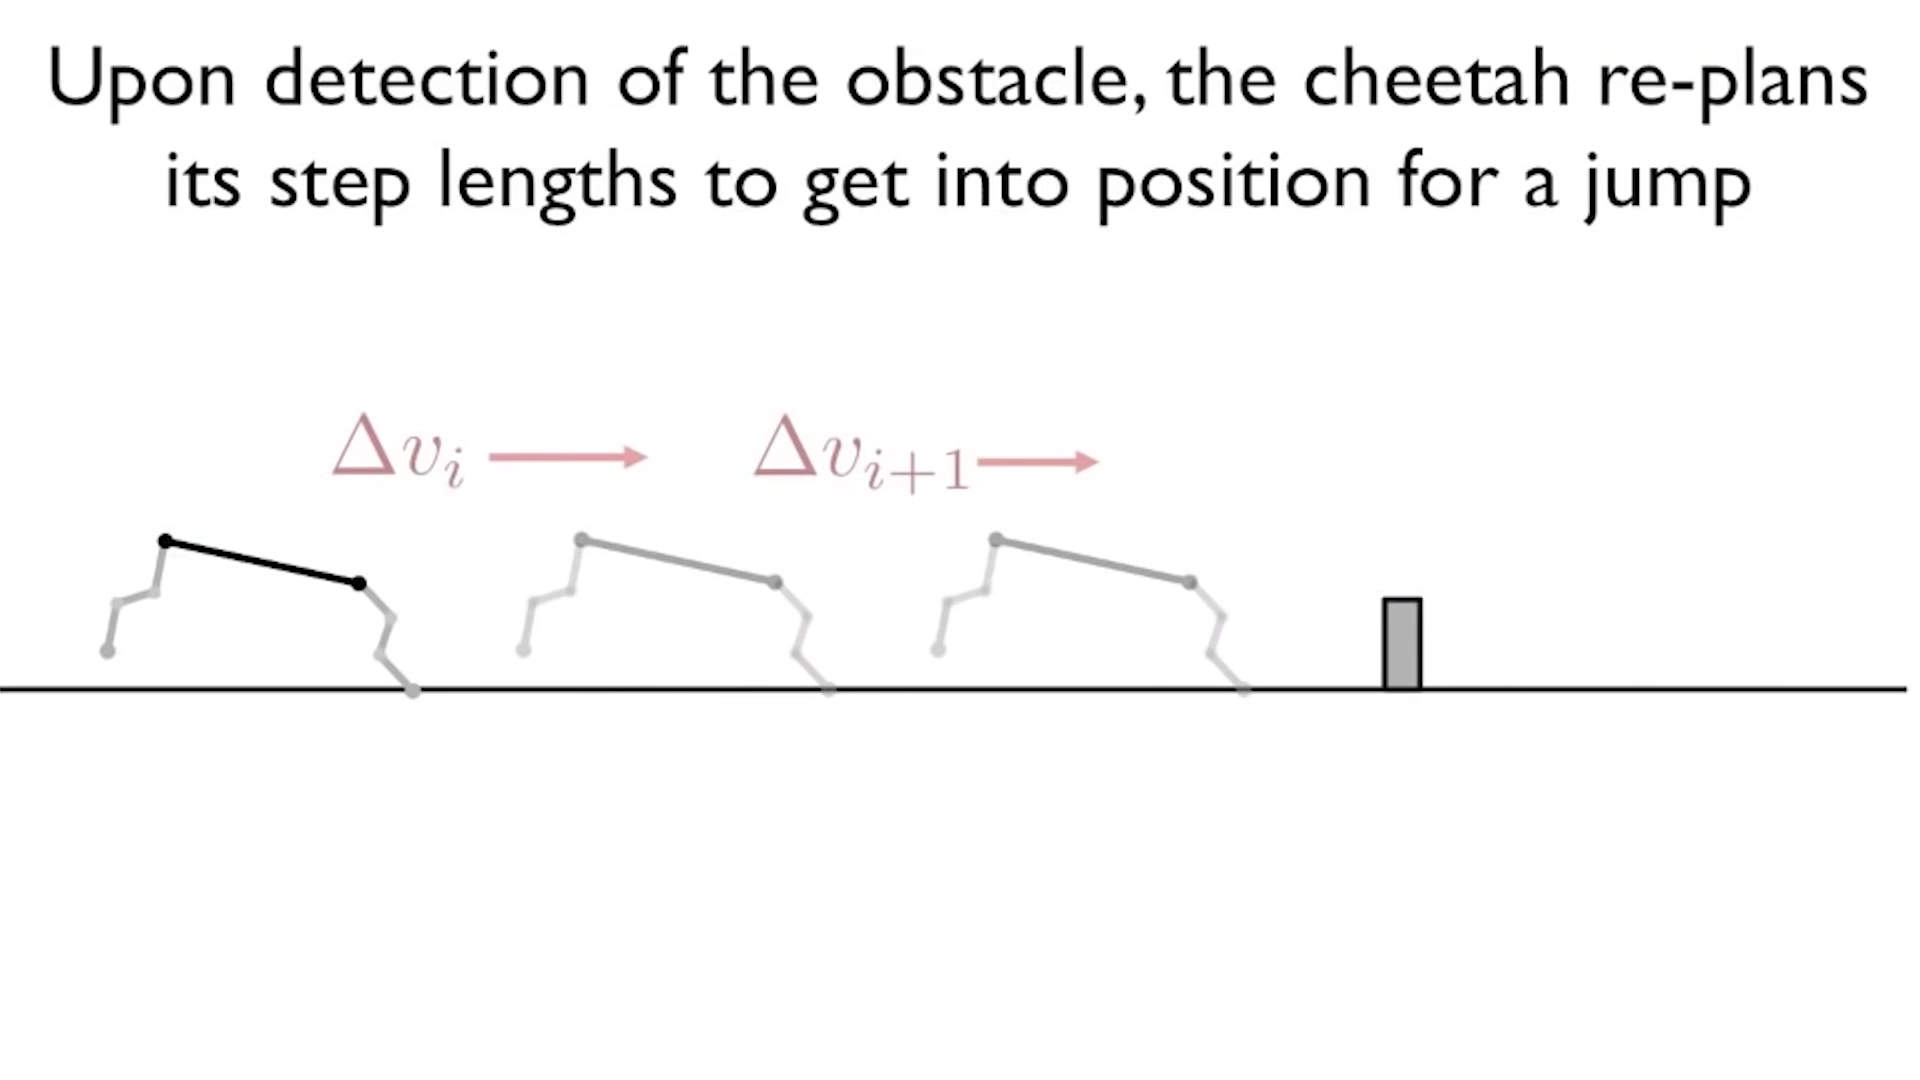 Upon detection of the obstacle, the cheetah re-plans
its step lengths to get into position for a jump
Δv_i Δv_{i+1}